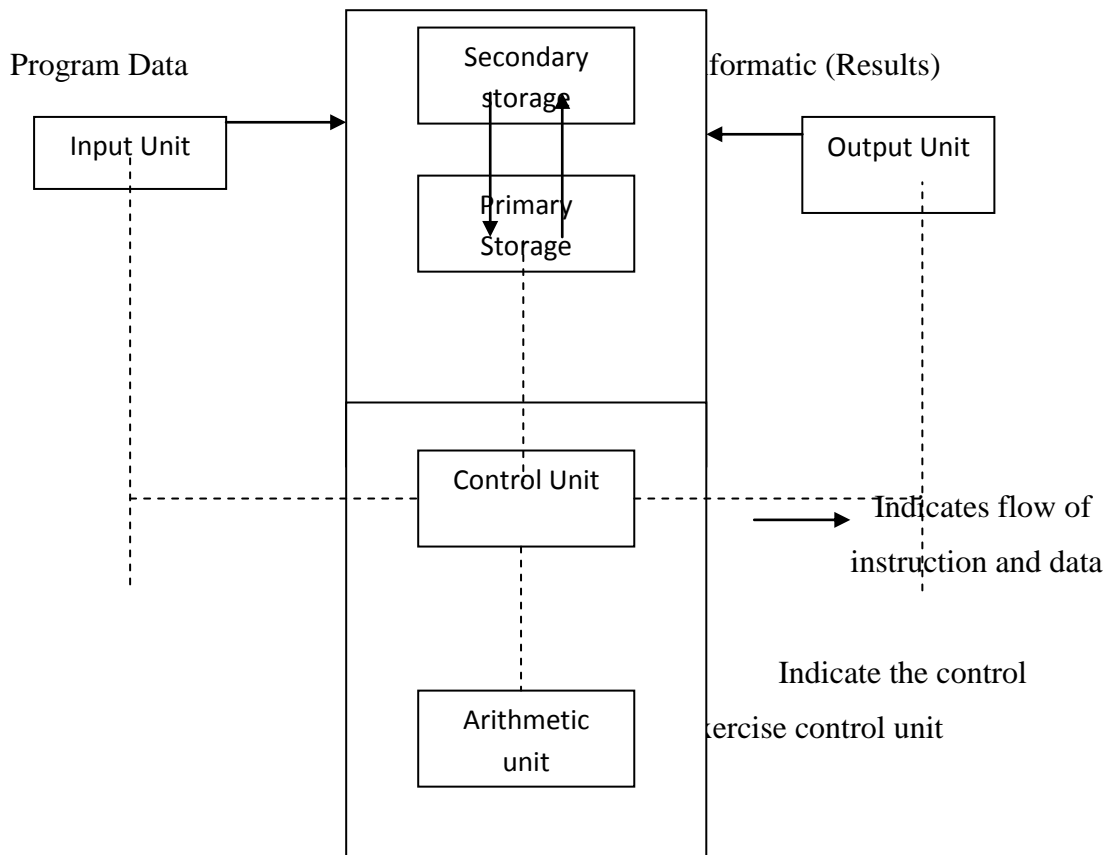 Program Data
Secondary
storage
formatic (Results)
Input Unit
Output Unit
Primary
Storage
Control Unit
Indicates flow of
instruction and data
Indicate the control
Arithmetic
unit
xercise control unit